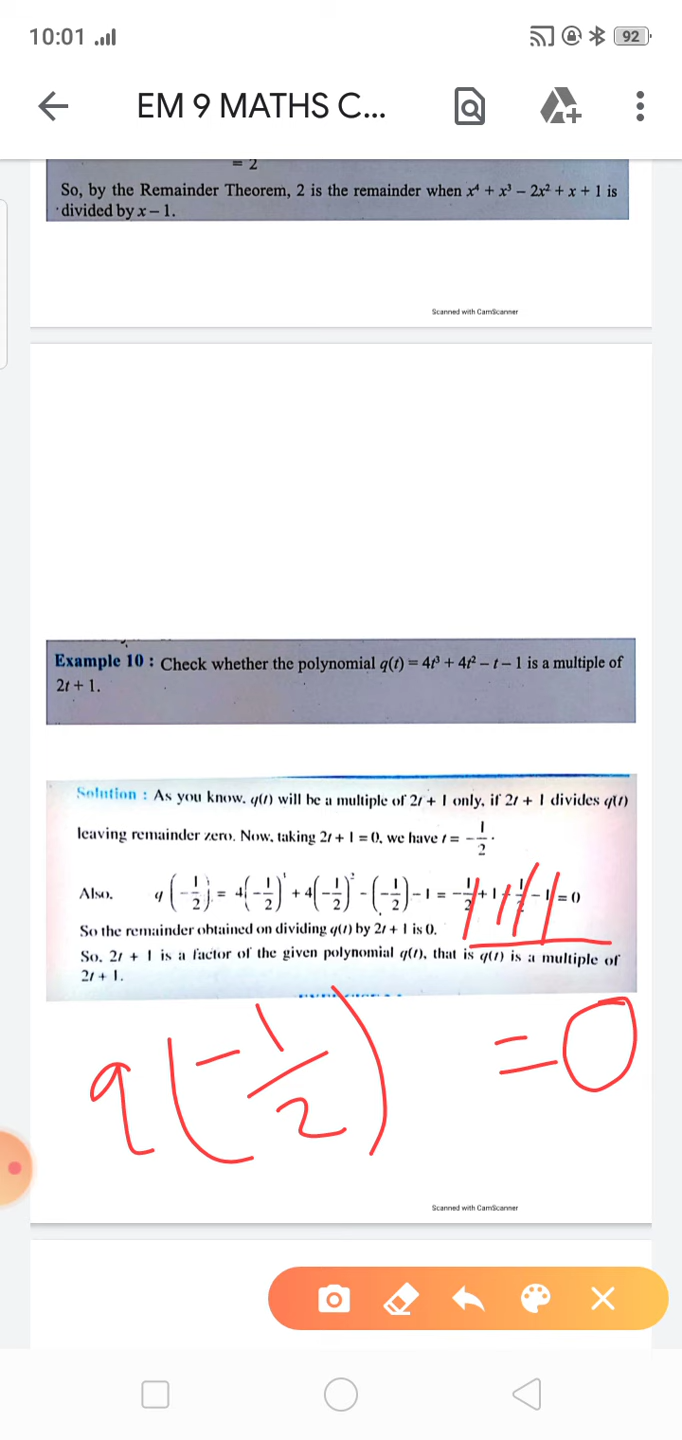 10:01
92
EM 9 MATHS C...
= 2
So, by the Remainder Theorem, 2 is the remainder when x⁴ + x³ – 2x² + x + 1 is
divided by x – 1.
Scanned with CamScanner
Example 10 : Check whether the polynomial q(t) = 4t³ + 4t² – t – 1 is a multiple of
2t + 1.
Solution : As you know, q(t) will be a multiple of 2t + 1 only, if 2t + 1 divides q(t)
leaving remainder zero. Now, taking 2t + 1 = 0, we have t = –1/2.
Also, q(–1/2) = 4(–1/2)³ + 4(–1/2)² – (–1/2) – 1 = –1/2 + 1 + 1/2 – 1 = 0
So the remainder obtained on dividing q(t) by 2t + 1 is 0.
So, 2t + 1 is a factor of the given polynomial q(t), that is q(t) is a multiple of
2t + 1.
q(–1/2) = 0
Scanned with CamScanner